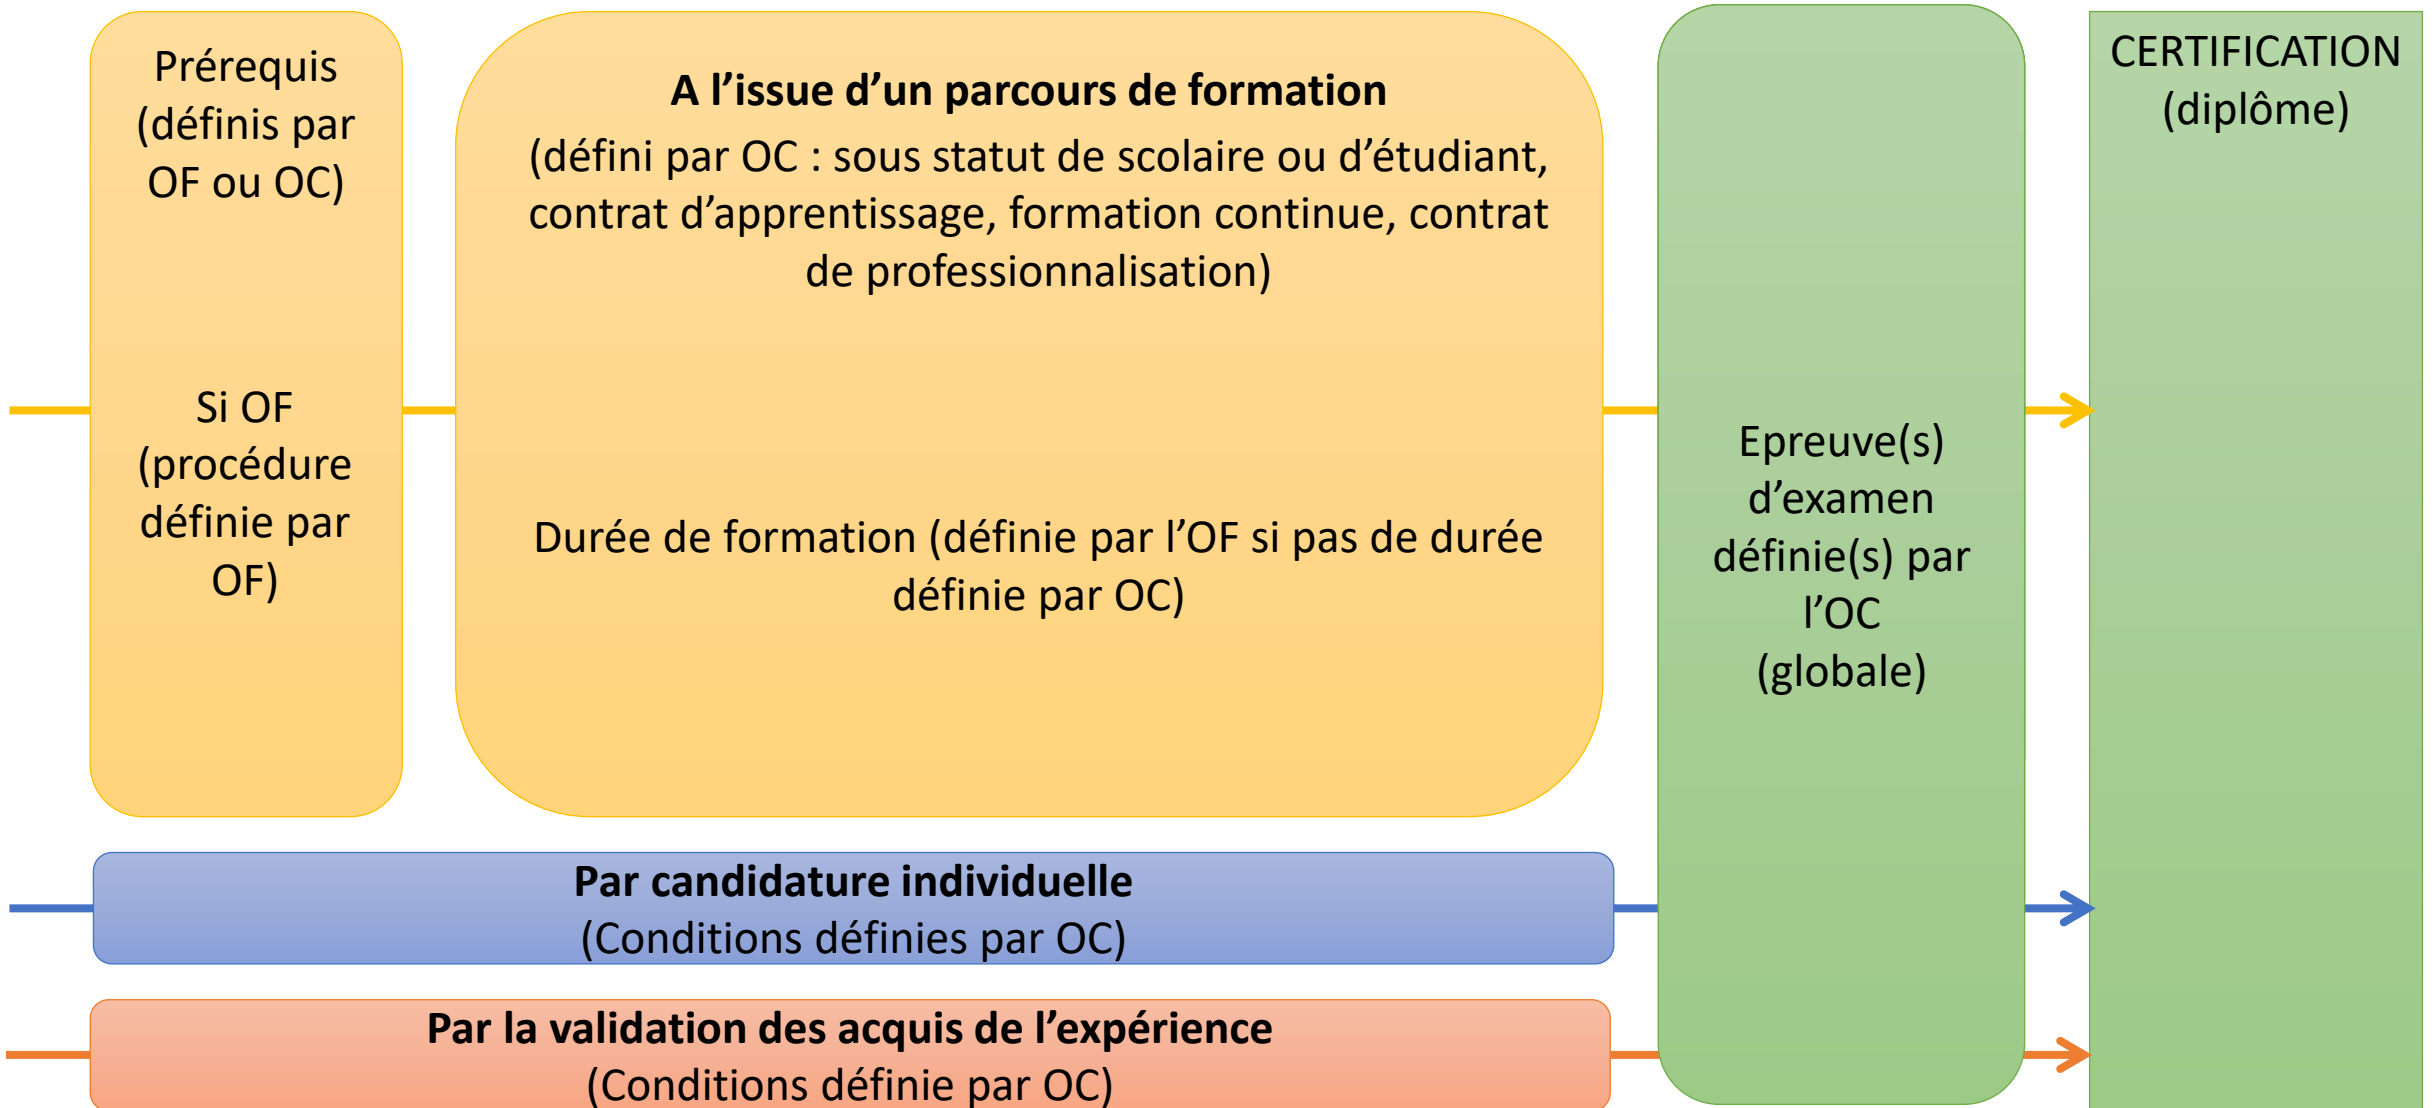 Prérequis
(définis par
OF ou OC)
Si OF
(procédure
définie par
OF)
A l’issue d’un parcours de formation
(défini par OC : sous statut de scolaire ou d’étudiant,
contrat d’apprentissage, formation continue, contrat
de professionnalisation)
Durée de formation (définie par l’OF si pas de durée
définie par OC)
Epreuve(s)
d’examen
définie(s) par
l’OC
(globale)
CERTIFICATION
(diplôme)
Par candidature individuelle
(Conditions définies par OC)
Par la validation des acquis de l’expérience
(Conditions définie par OC)